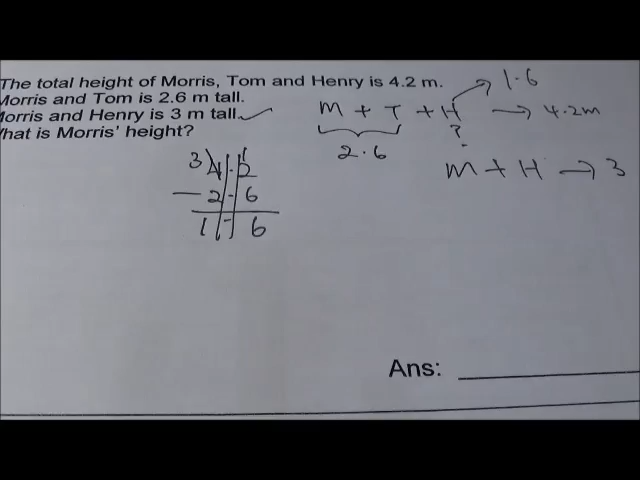 The total height of Morris, Tom and Henry is 4.2 m.
Morris and Tom is 2.6 m tall.
Morris and Henry is 3 m tall.
What is Morris' height?
1.6
M + T + H → 4.2m
?
2.6
M + H → 3
3 1
4.2
— 2.6
1.6
Ans: